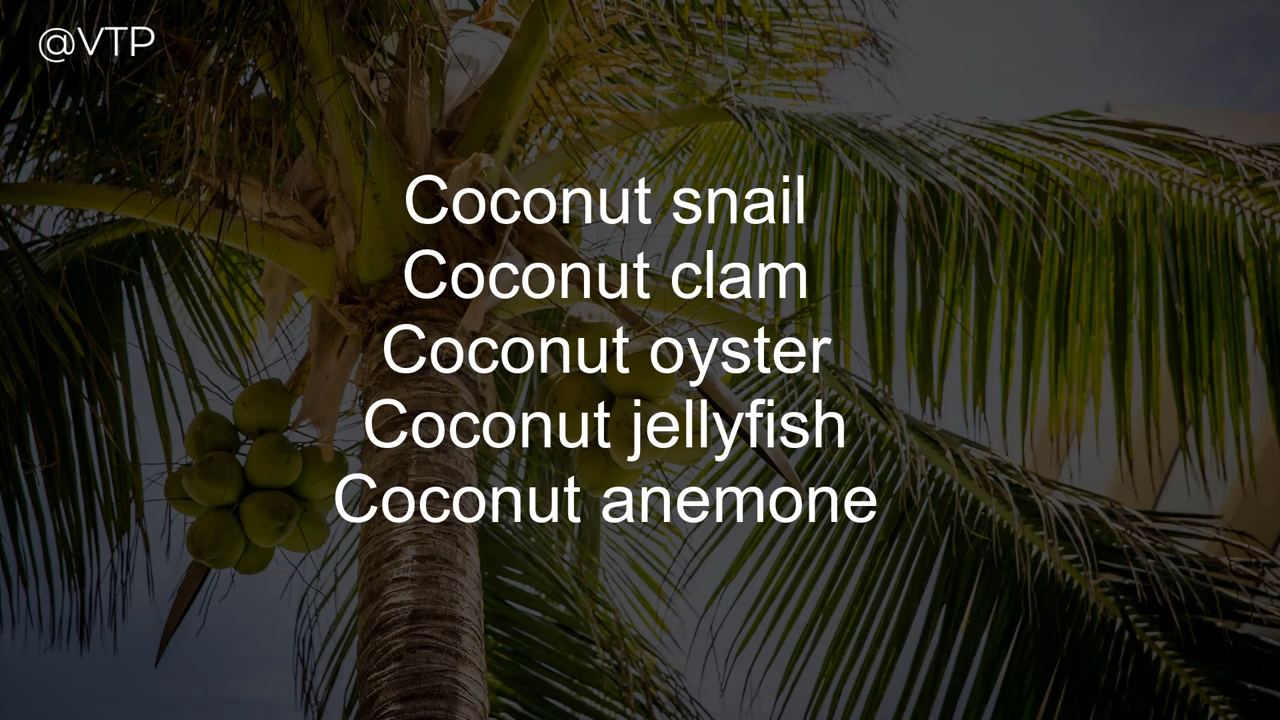 @VTP
Coconut snail
Coconut clam
Coconut oyster
Coconut jellyfish
Coconut anemone